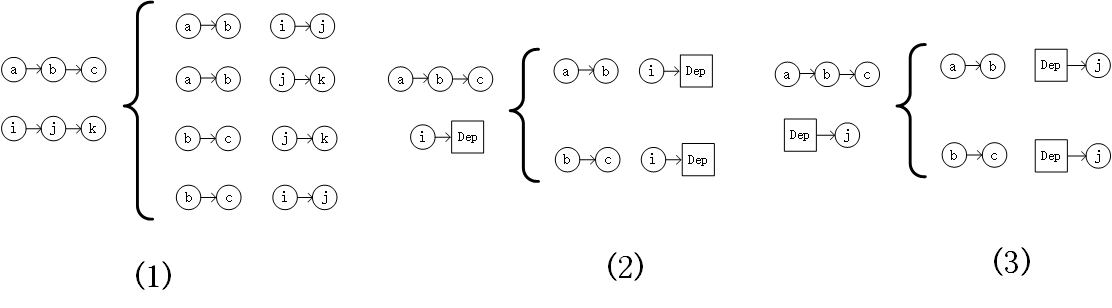 a b c
i j k
a b i j
a b j k
b c j k
b c i j
(1)
a b c
i Dep
a b i Dep
b c i Dep
(2)
a b c
Dep j
a b Dep j
b c Dep j
(3)